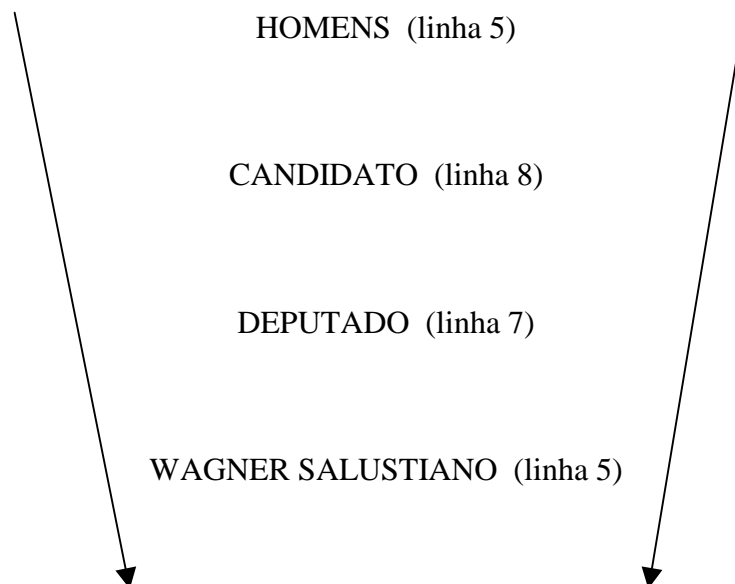 HOMENS (linha 5)
CANDIDATO (linha 8)
DEPUTADO (linha 7)
WAGNER SALUSTIANO (linha 5)